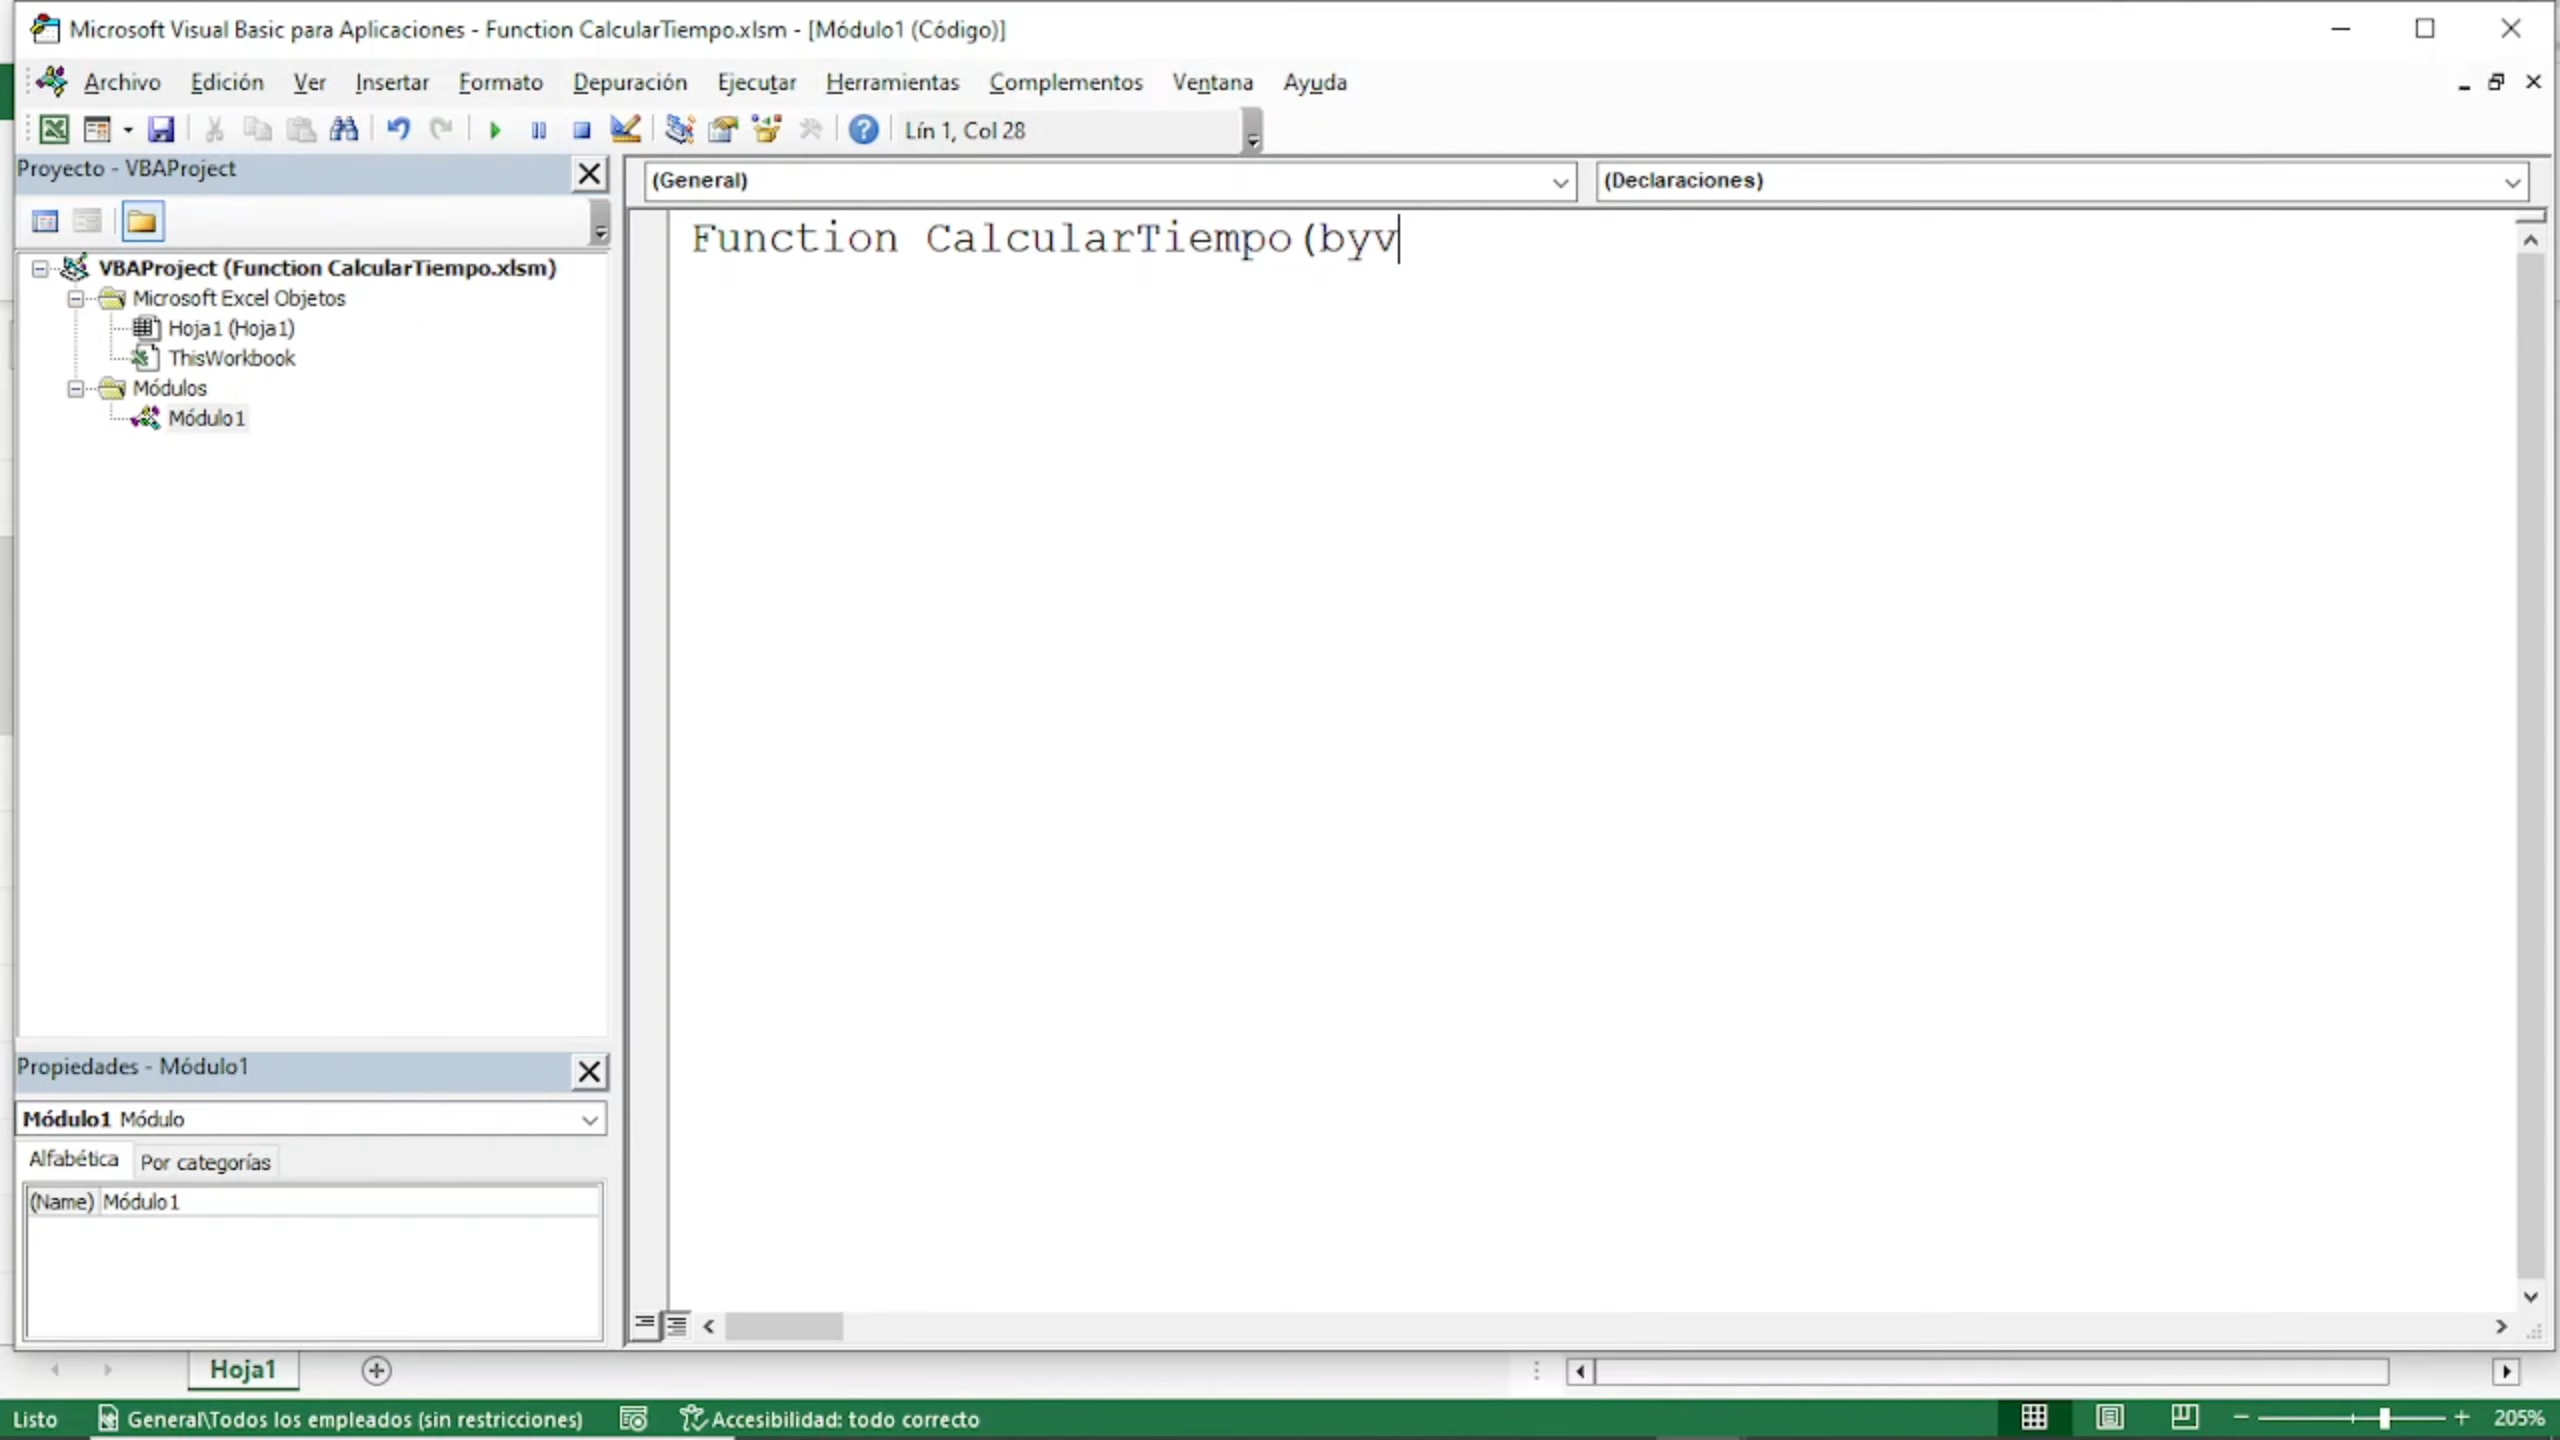 Microsoft Visual Basic para Aplicaciones - Function CalcularTiempo.xlsm - [Módulo1 (Código)]
Archivo Edición Ver Insertar Formato Depuración Ejecutar Herramientas Complementos Ventana Ayuda
Lín 1, Col 28
Proyecto - VBAProject
(General)
(Declaraciones)
Function CalcularTiempo(byv
VBAProject (Function CalcularTiempo.xlsm)
Microsoft Excel Objetos
Hoja1 (Hoja1)
ThisWorkbook
Módulos
Módulo1
Propiedades - Módulo1
Módulo1 Módulo
Alfabética Por categorías
(Name) Módulo1
Hoja1
Listo General\Todos los empleados (sin restricciones) Accesibilidad: todo correcto 205%